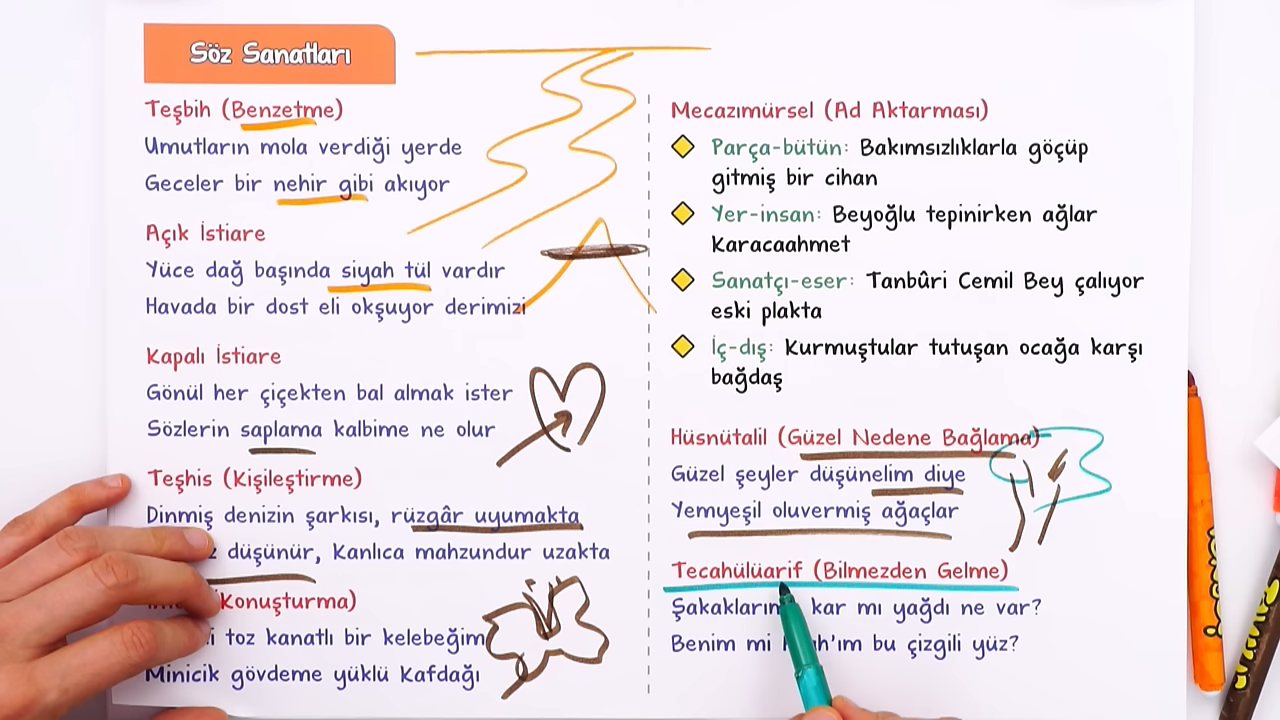 Söz Sanatları
Teşbih (Benzetme)
Umutların mola verdiği yerde
Geceler bir nehir gibi akıyor
Açık İstiare
Yüce dağ başında siyah tül vardır
Havada bir dost eli okşuyor derimizi
Kapalı İstiare
Gönül her çiçekten bal almak ister
Sözlerin saplama kalbime ne olur
Teşhis (Kişileştirme)
Dinmiş denizin şarkısı, rüzgâr uyumakta
düşünür, Kanlıca mahzundur uzakta
(Konuşturma)
toz kanatlı bir kelebeğim
Minicik gövdeme yüklü Kafdağı
Mecazımürsel (Ad Aktarması)
Parça-bütün: Bakımsızlıklarla göçüp
gitmiş bir cihan
Yer-insan: Beyoğlu tepinirken ağlar
Karacaahmet
Sanatçı-eser: Tanbûri Cemil Bey çalıyor
eski plakta
İç-dış: Kurmuştular tutuşan ocağa karşı
bağdaş
Hüsnütalil (Güzel Nedene Bağlama)
Güzel şeyler düşünelim diye
Yemyeşil oluvermiş ağaçlar
Tecahülüarif (Bilmezden Gelme)
kar mı yağdı ne var?
Benim mi bu çizgili yüz?